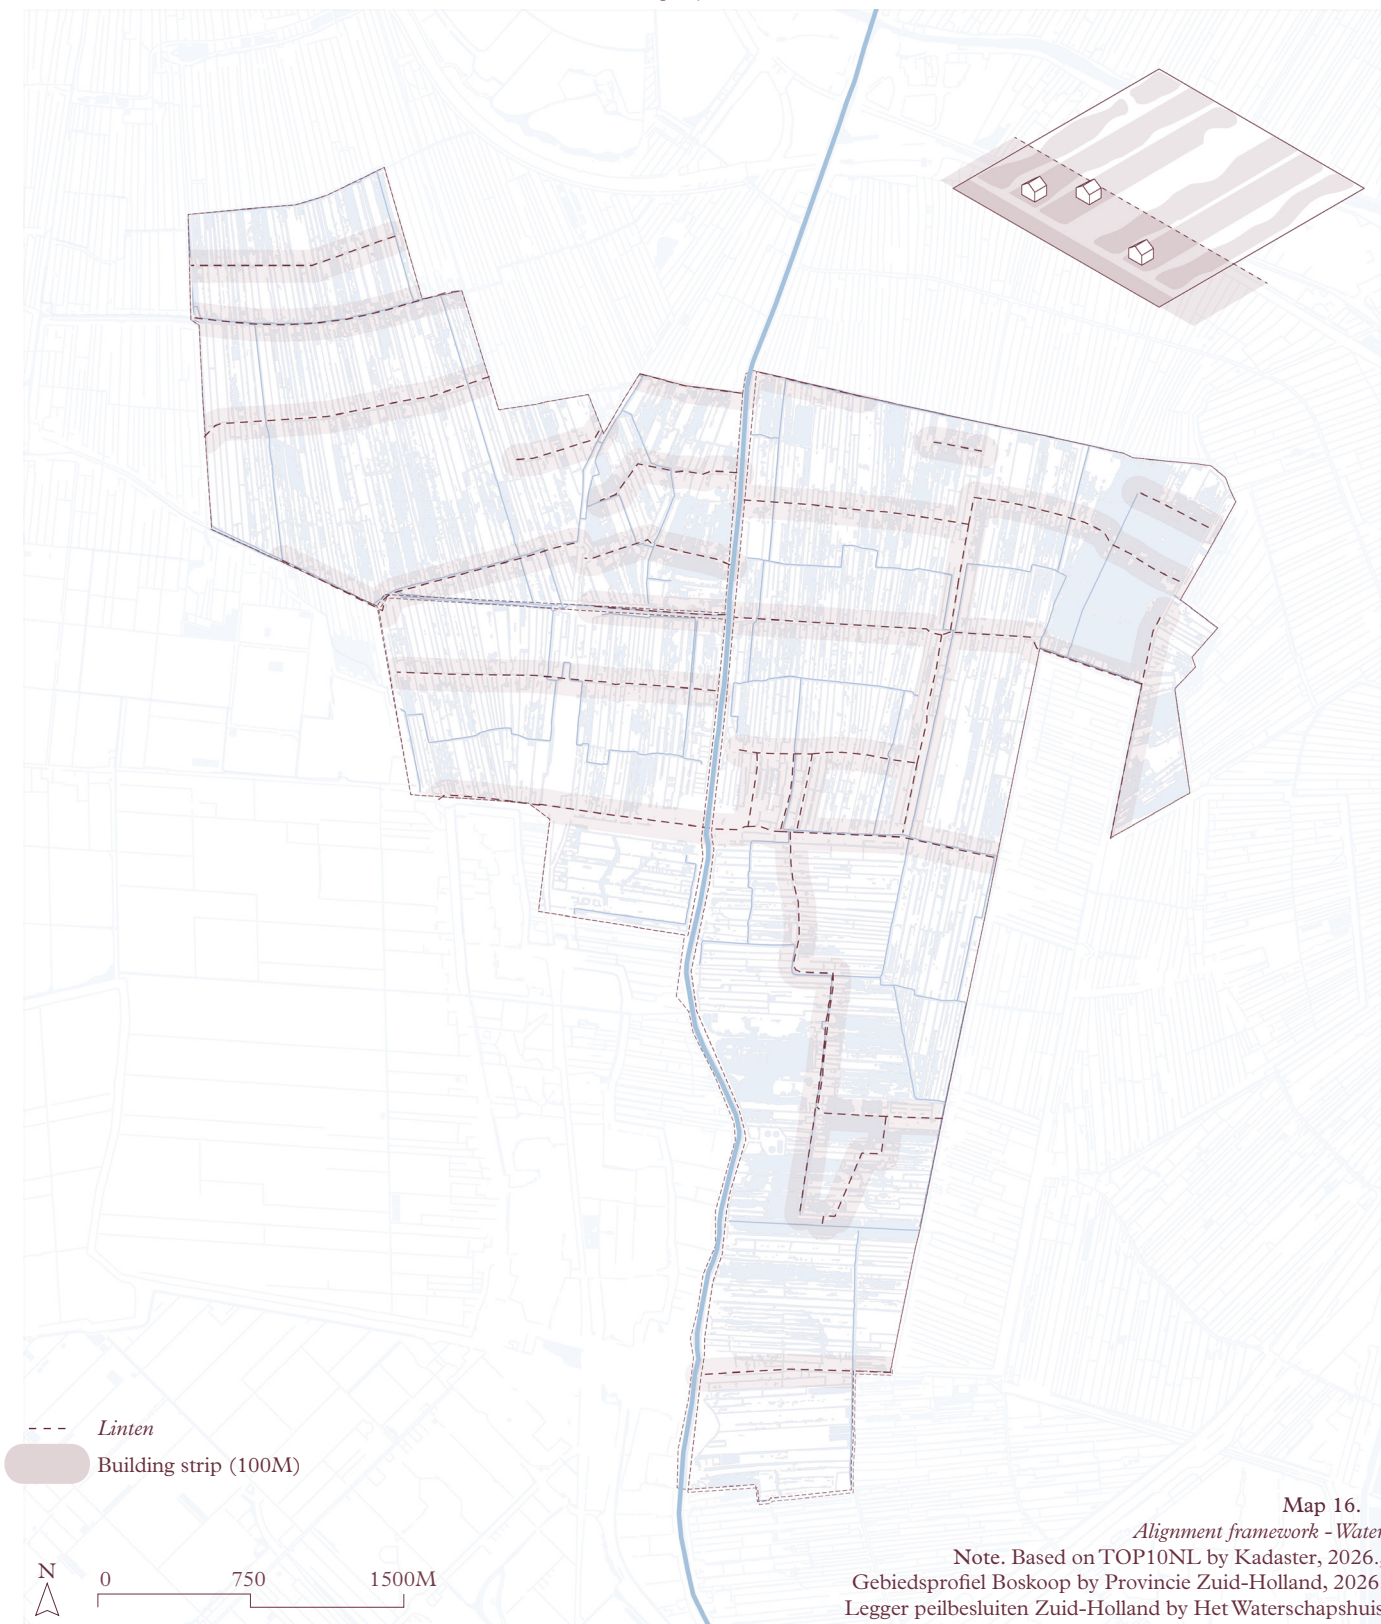 Linten
Building strip (100M)
N
0 750 1500M
Map 16.
Alignment framework - Water
Note. Based on TOP10NL by Kadaster, 2026.,
Gebiedsprofiel Boskoop by Provincie Zuid-Holland, 2026
Legger peilbesluiten Zuid-Holland by Het Waterschapshuis